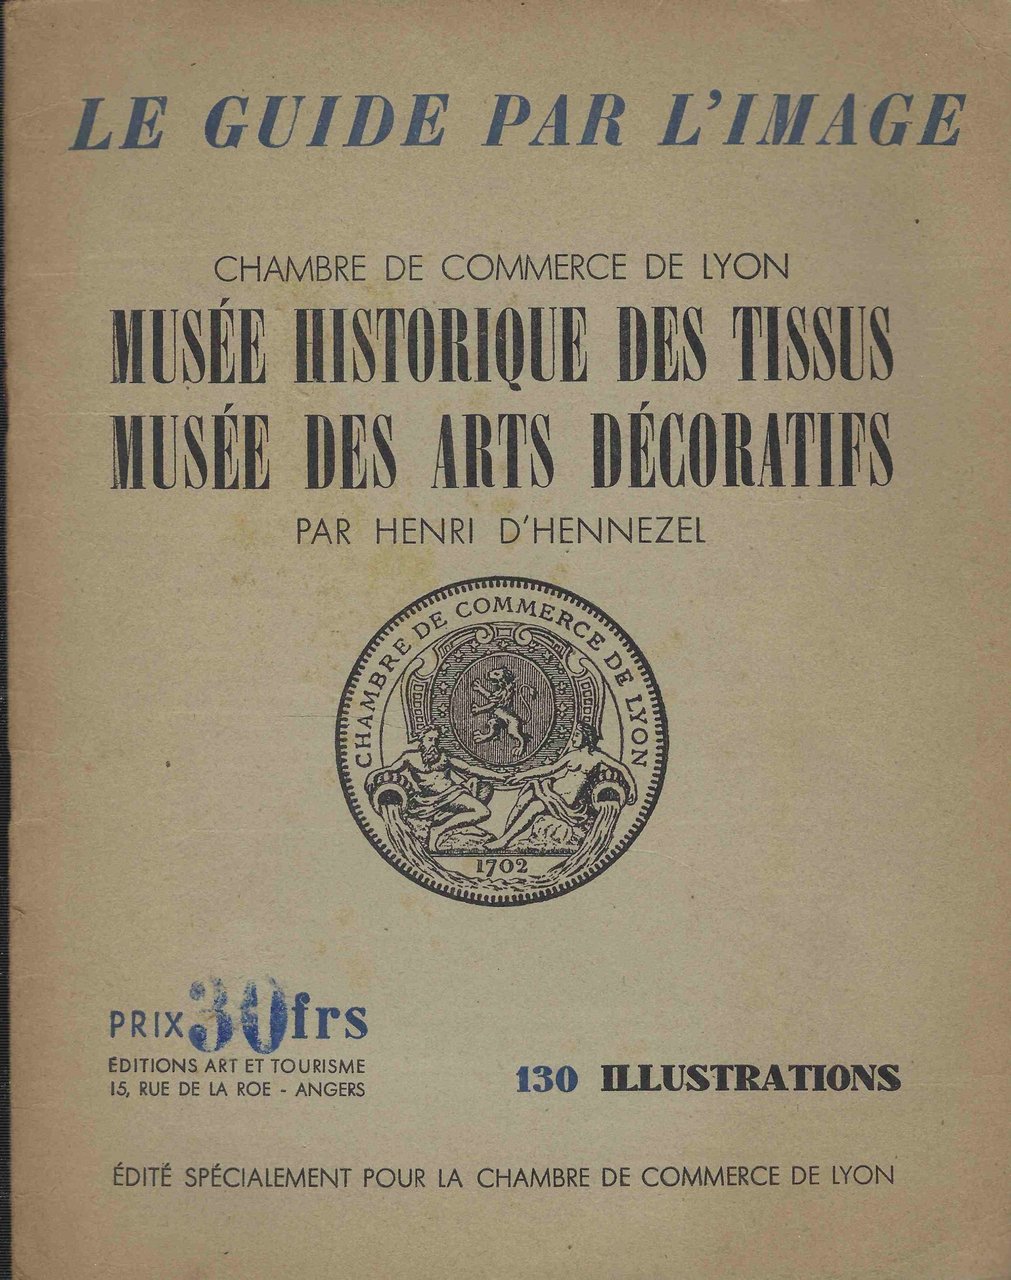 LE GUIDE PAR L'IMAGE
CHAMBRE DE COMMERCE DE LYON
MUSÉE HISTORIQUE DES TISSUS
MUSÉE DES ARTS DÉCORATIFS
PAR HENRI D'HENNEZEL
CHAMBRE DE COMMERCE DE LYON
1702
PRIX 30 frs
ÉDITIONS ART ET TOURISME
15, RUE DE LA ROE - ANGERS
130 ILLUSTRATIONS
ÉDITÉ SPÉCIALEMENT POUR LA CHAMBRE DE COMMERCE DE LYON